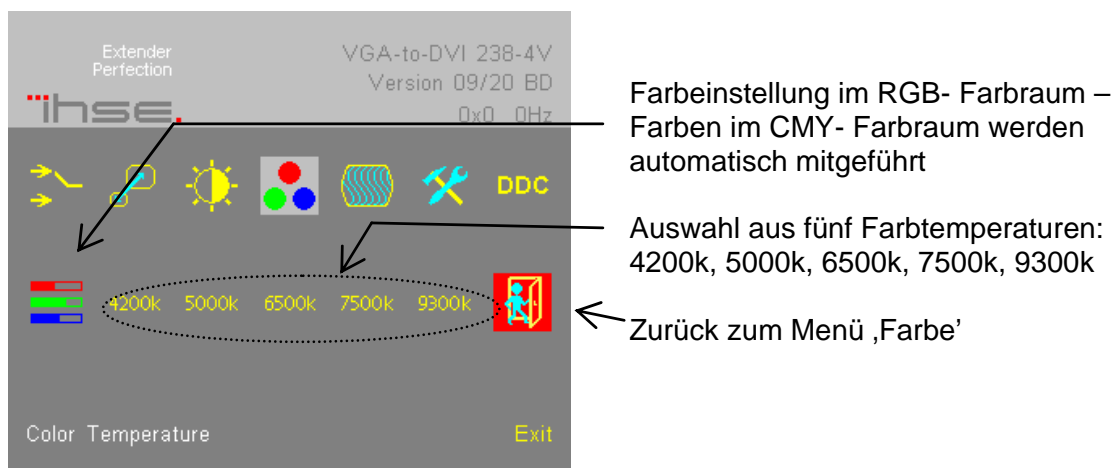 Extender
Perfection
ihse.
VGA-to-DVI 238-4V
Version 09/20 BD
0x0 0Hz
DDC
4200k 5000k 6500k 7500k 9300k
Color Temperature
Exit
Farbeinstellung im RGB- Farbraum –
Farben im CMY- Farbraum werden
automatisch mitgeführt
Auswahl aus fünf Farbtemperaturen:
4200k, 5000k, 6500k, 7500k, 9300k
Zurück zum Menü ‚Farbe’